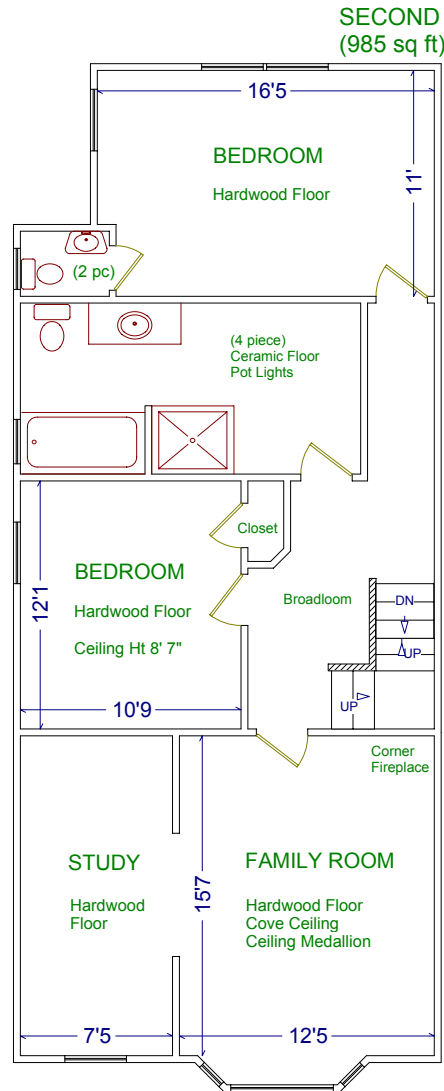 SECOND
(985 sq ft)
16'5
BEDROOM
Hardwood Floor
11'
(2 pc)
(4 piece)
Ceramic Floor
Pot Lights
Closet
BEDROOM
Hardwood Floor
Ceiling Ht 8' 7"
12'1
10'9
Broadloom
DN
UP
UP
Corner
Fireplace
STUDY
Hardwood
Floor
7'5
15'7
FAMILY ROOM
Hardwood Floor
Cove Ceiling
Ceiling Medallion
12'5